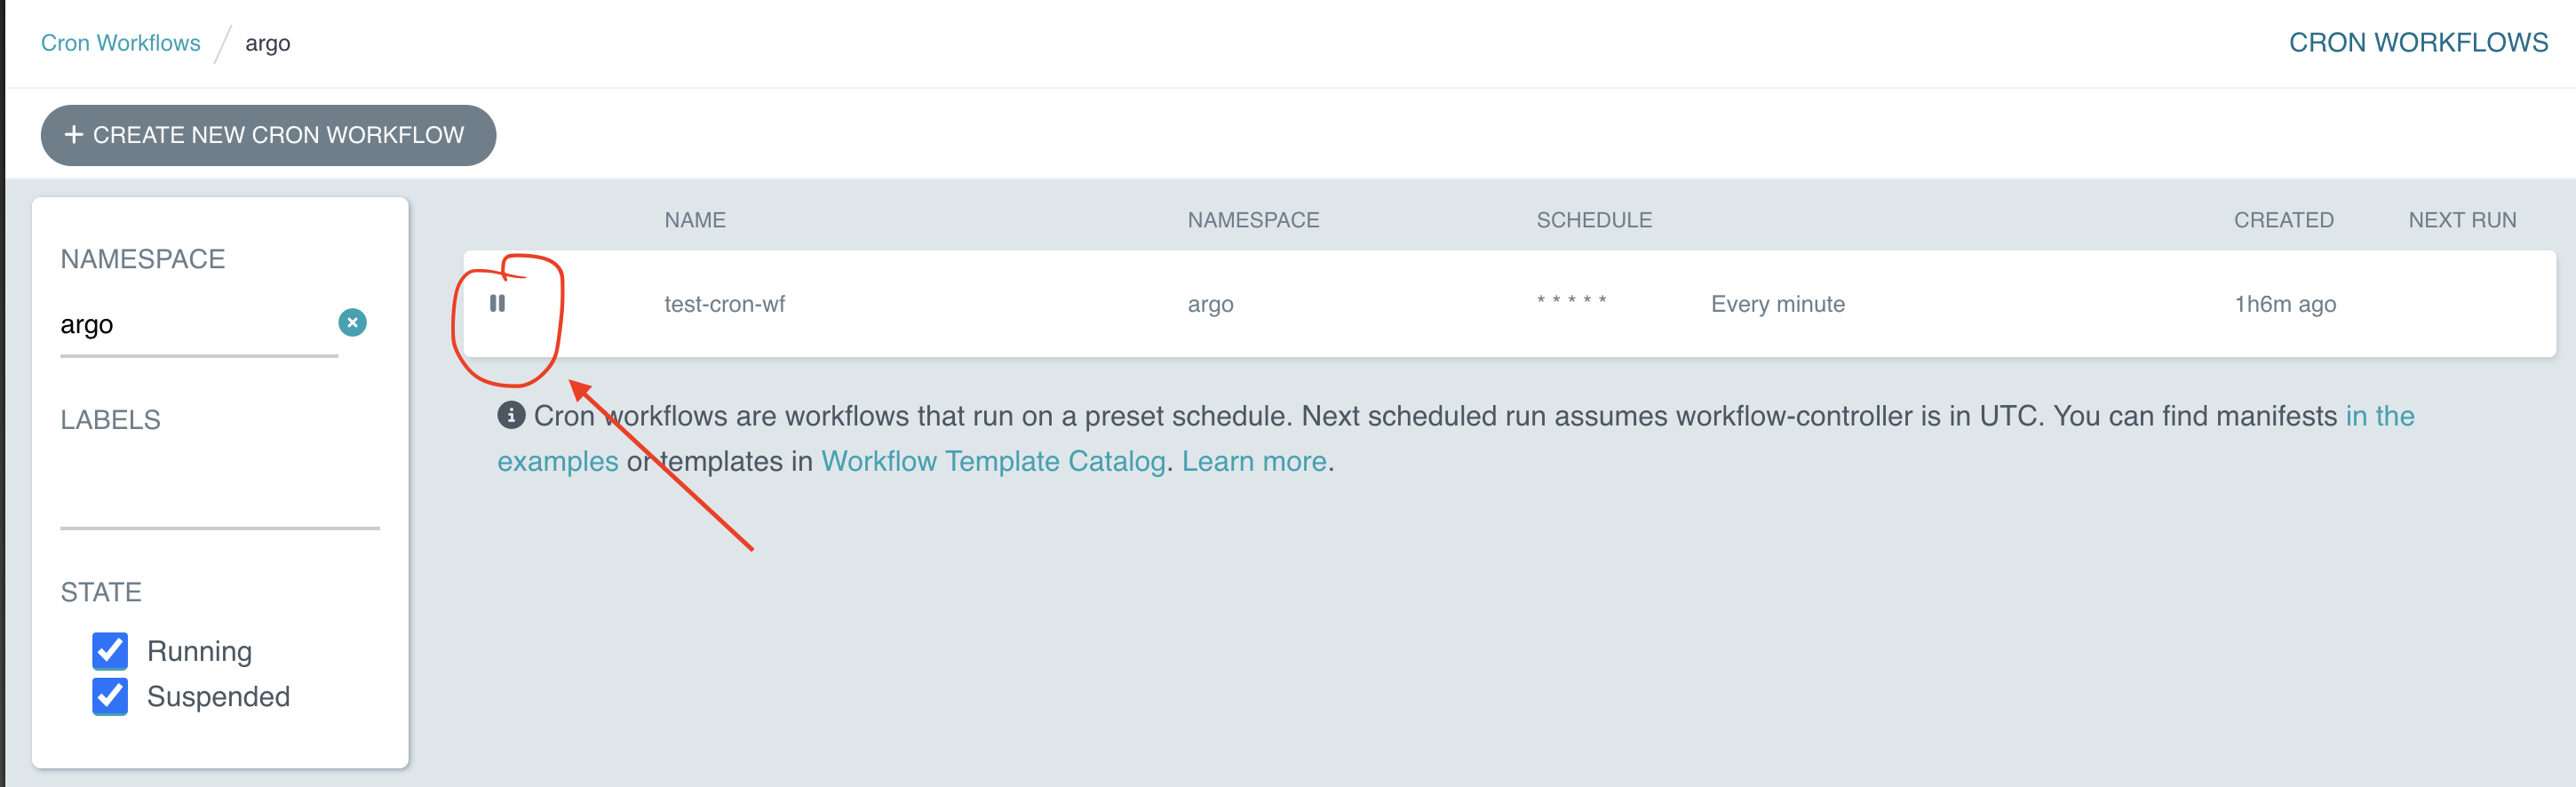 Cron Workflows / argo
CRON WORKFLOWS
+ CREATE NEW CRON WORKFLOW
NAMESPACE
argo
LABELS
STATE
Running
Suspended
NAME NAMESPACE SCHEDULE CREATED NEXT RUN
test-cron-wf argo * * * * * Every minute 1h6m ago
Cron workflows are workflows that run on a preset schedule. Next scheduled run assumes workflow-controller is in UTC. You can find manifests in the
examples or templates in Workflow Template Catalog. Learn more.